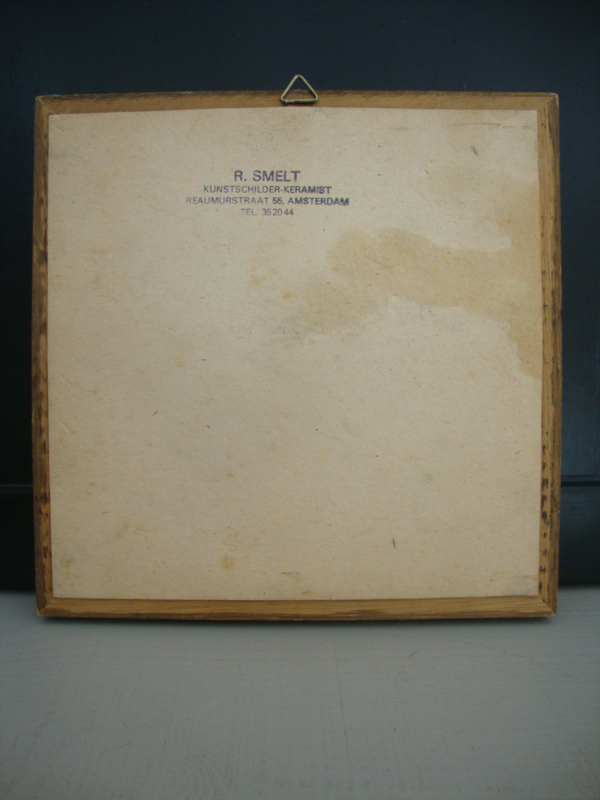 R. SMELT
KUNSTSCHILDER-KERAMIST
REAUMURSTRAAT 55, AMSTERDAM
TEL. 352044